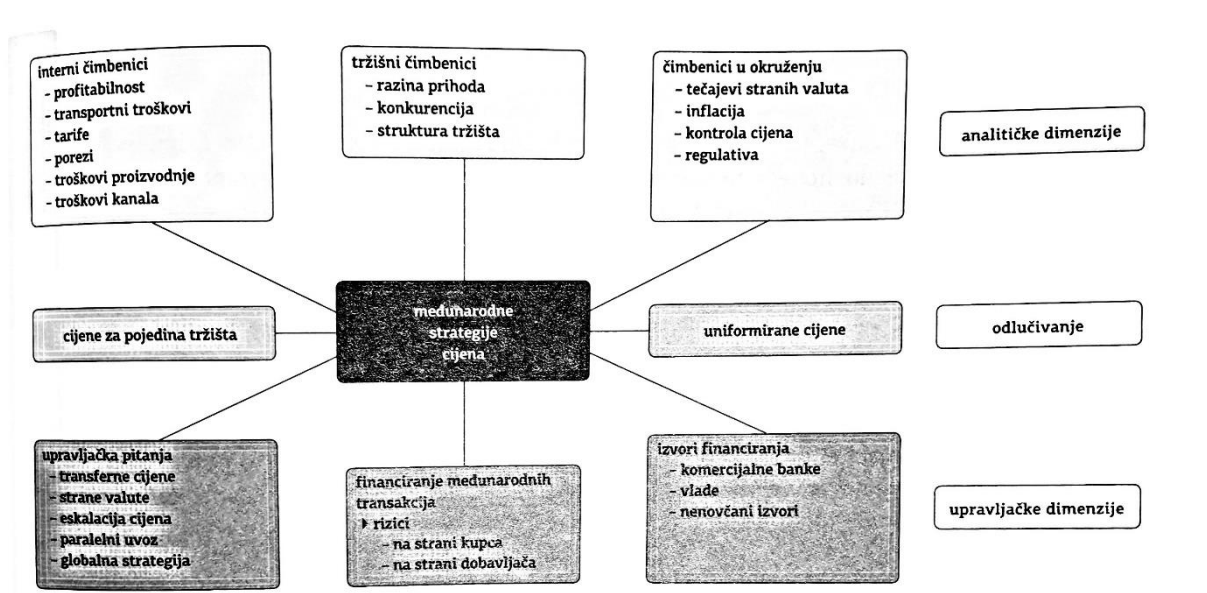 interni čimbenici
- profitabilnost
- transportni troškovi
- tarife
- porezi
- troškovi proizvodnje
- troškovi kanala
tržišni čimbenici
- razina prihoda
- konkurencija
- struktura tržišta
čimbenici u okruženju
- tečajevi stranih valuta
- inflacija
- kontrola cijena
- regulativa
analitičke dimenzije
cijene za pojedina tržišta
međunarodne
strategije
cijena
uniformirane cijene
odlučivanje
upravljačka pitanja
- transferne cijene
- strane valute
- eskalacija cijena
- paralelni uvoz
- globalna strategija
financiranje međunarodnih
transakcija
rizici
- na strani kupca
- na strani dobavljača
izvori financiranja
- komercijalne banke
- vlade
- nenovčani izvori
upravljačke dimenzije